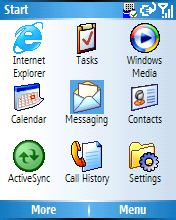 Start
Internet Explorer
Tasks
Windows Media
Calendar
Messaging
Contacts
ActiveSync
Call History
Settings
More
Menu